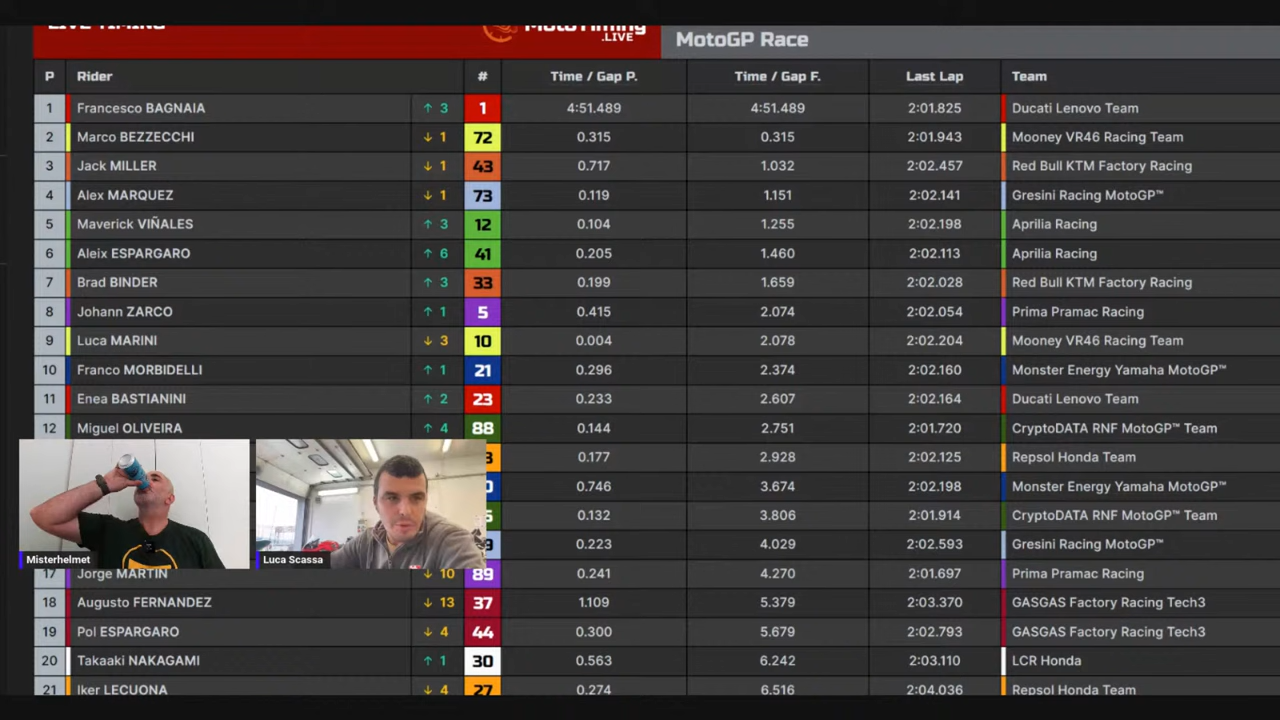 LIVE TIMING
MotoTiming
.LIVE
MotoGP Race
P Rider # Time / Gap P. Time / Gap F. Last Lap Team
1 Francesco BAGNAIA ↑ 3 1 4:51.489 4:51.489 2:01.825 Ducati Lenovo Team
2 Marco BEZZECCHI ↓ 1 72 0.315 0.315 2:01.943 Mooney VR46 Racing Team
3 Jack MILLER ↓ 1 43 0.717 1.032 2:02.457 Red Bull KTM Factory Racing
4 Alex MARQUEZ ↓ 1 73 0.119 1.151 2:02.141 Gresini Racing MotoGP™
5 Maverick VIÑALES ↑ 3 12 0.104 1.255 2:02.198 Aprilia Racing
6 Aleix ESPARGARO ↑ 6 41 0.205 1.460 2:02.113 Aprilia Racing
7 Brad BINDER ↑ 3 33 0.199 1.659 2:02.028 Red Bull KTM Factory Racing
8 Johann ZARCO ↑ 1 5 0.415 2.074 2:02.054 Prima Pramac Racing
9 Luca MARINI ↓ 3 10 0.004 2.078 2:02.204 Mooney VR46 Racing Team
10 Franco MORBIDELLI ↑ 1 21 0.296 2.374 2:02.160 Monster Energy Yamaha MotoGP™
11 Enea BASTIANINI ↑ 2 23 0.233 2.607 2:02.164 Ducati Lenovo Team
12 Miguel OLIVEIRA ↑ 4 88 0.144 2.751 2:01.720 CryptoDATA RNF MotoGP™ Team
0.177 2.928 2:02.125 Repsol Honda Team
0.746 3.674 2:02.198 Monster Energy Yamaha MotoGP™
0.132 3.806 2:01.914 CryptoDATA RNF MotoGP™ Team
0.223 4.029 2:02.593 Gresini Racing MotoGP™
Misterhelmet
Luca Scassa
17 Jorge MARTIN ↓ 10 89 0.241 4.270 2:01.697 Prima Pramac Racing
18 Augusto FERNANDEZ ↓ 13 37 1.109 5.379 2:03.370 GASGAS Factory Racing Tech3
19 Pol ESPARGARO ↓ 4 44 0.300 5.679 2:02.793 GASGAS Factory Racing Tech3
20 Takaaki NAKAGAMI ↑ 1 30 0.563 6.242 2:03.110 LCR Honda
21 Iker LECUONA ↓ 4 27 0.274 6.516 2:04.036 Repsol Honda Team